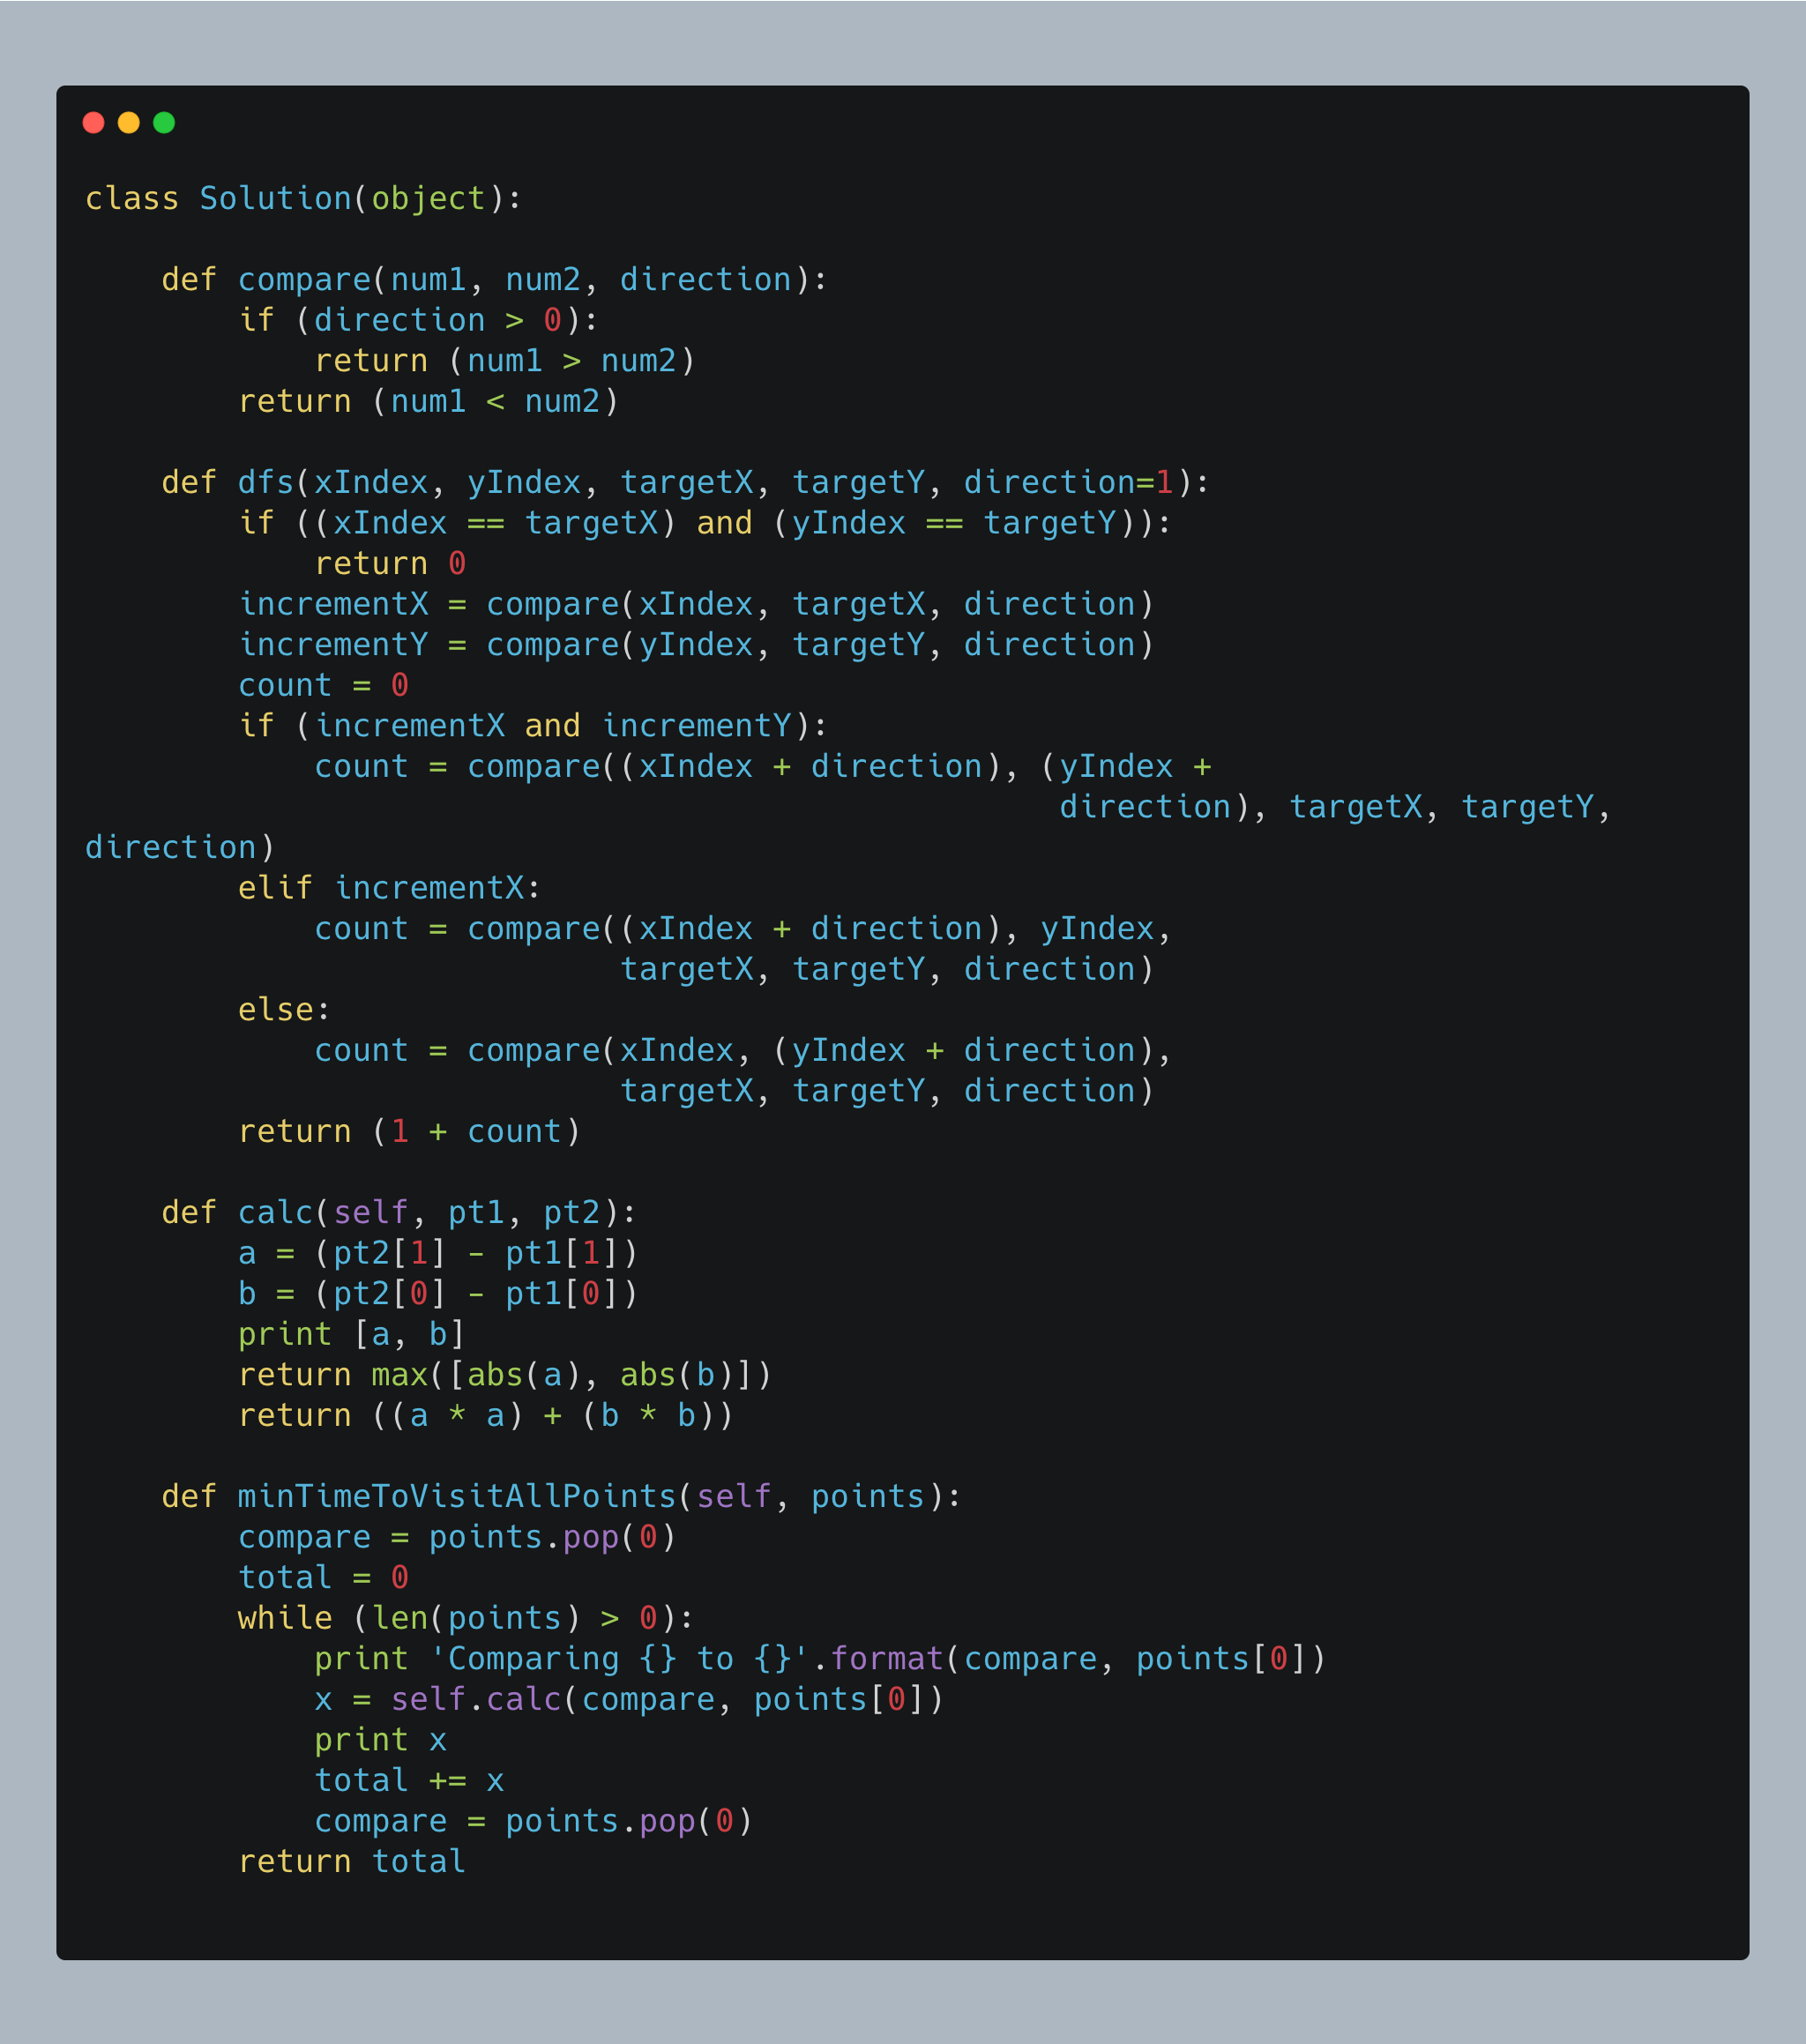 class Solution(object):

    def compare(num1, num2, direction):
        if (direction > 0):
            return (num1 > num2)
        return (num1 < num2)

    def dfs(xIndex, yIndex, targetX, targetY, direction=1):
        if ((xIndex == targetX) and (yIndex == targetY)):
            return 0
        incrementX = compare(xIndex, targetX, direction)
        incrementY = compare(yIndex, targetY, direction)
        count = 0
        if (incrementX and incrementY):
            count = compare((xIndex + direction), (yIndex +
                                                   direction), targetX, targetY,
direction)
        elif incrementX:
            count = compare((xIndex + direction), yIndex,
                            targetX, targetY, direction)
        else:
            count = compare(xIndex, (yIndex + direction),
                            targetX, targetY, direction)
        return (1 + count)

    def calc(self, pt1, pt2):
        a = (pt2[1] - pt1[1])
        b = (pt2[0] - pt1[0])
        print [a, b]
        return max([abs(a), abs(b)])
        return ((a * a) + (b * b))

    def minTimeToVisitAllPoints(self, points):
        compare = points.pop(0)
        total = 0
        while (len(points) > 0):
            print 'Comparing {} to {}'.format(compare, points[0])
            x = self.calc(compare, points[0])
            print x
            total += x
            compare = points.pop(0)
        return total